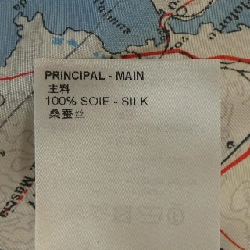 PRINCIPAL - MAIN
主料
100% SOIE - SILK
桑蚕丝